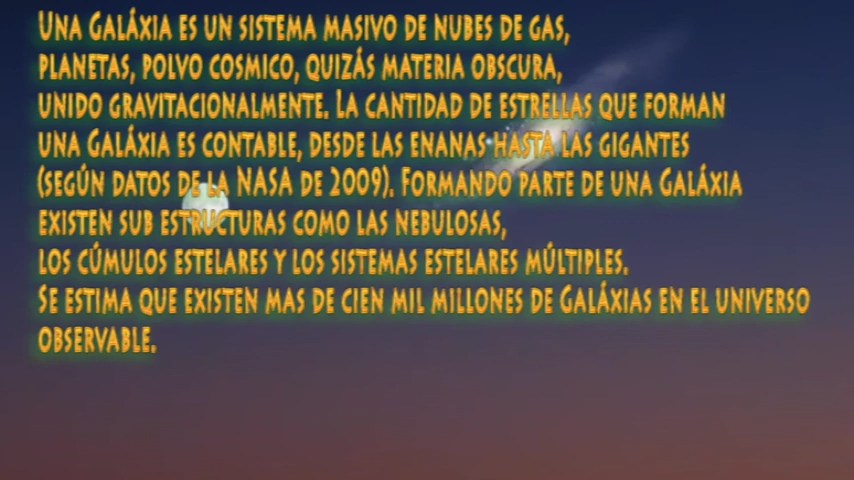 Una Galáxia es un sistema masivo de nubes de gas,
planetas, polvo cosmico, quizás materia obscura,
unido gravitacionalmente. La cantidad de estrellas que forman
una Galáxia es contable, desde las enanas hasta las gigantes
(según datos de la NASA de 2009). Formando parte de una Galáxia
existen sub estructuras como las nebulosas,
los cúmulos estelares y los sistemas estelares múltiples.
Se estima que existen mas de cien mil millones de Galáxias en el universo
observable.